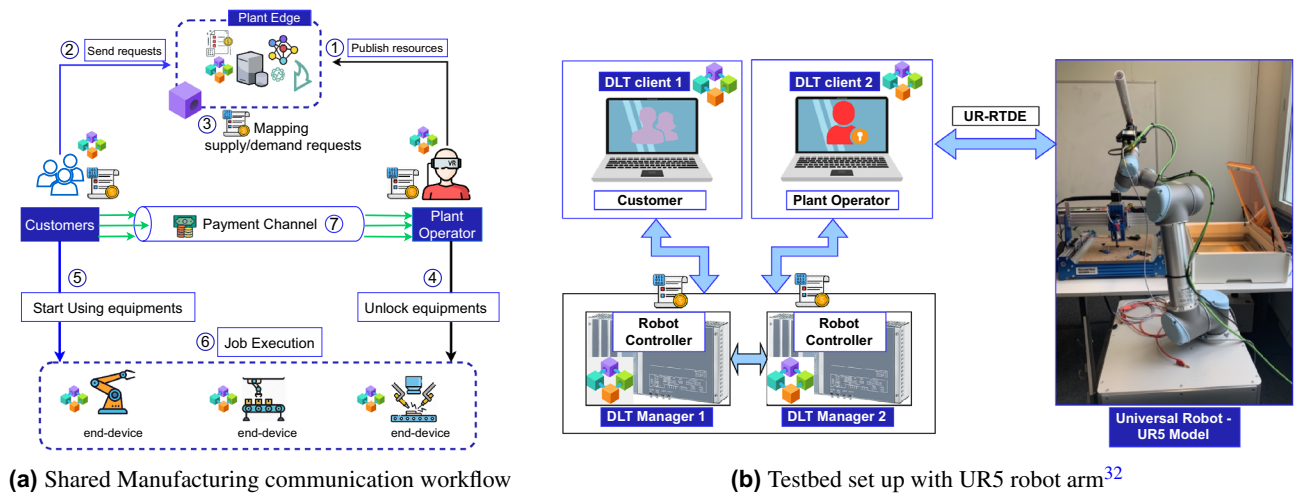 Plant Edge
② Send requests
① Publish resources
③ Mapping
supply/demand requests
VR
Customers
Payment Channel ⑦
Plant
Operator
⑤
④
Start Using equipments
Unlock equipments
⑥ Job Execution
end-device
end-device
end-device
(a) Shared Manufacturing communication workflow
DLT client 1
DLT client 2
UR-RTDE
Customer
Plant Operator
Robot
Controller
Robot
Controller
DLT Manager 1
DLT Manager 2
Universal Robot -
UR5 Model
(b) Testbed set up with UR5 robot arm32